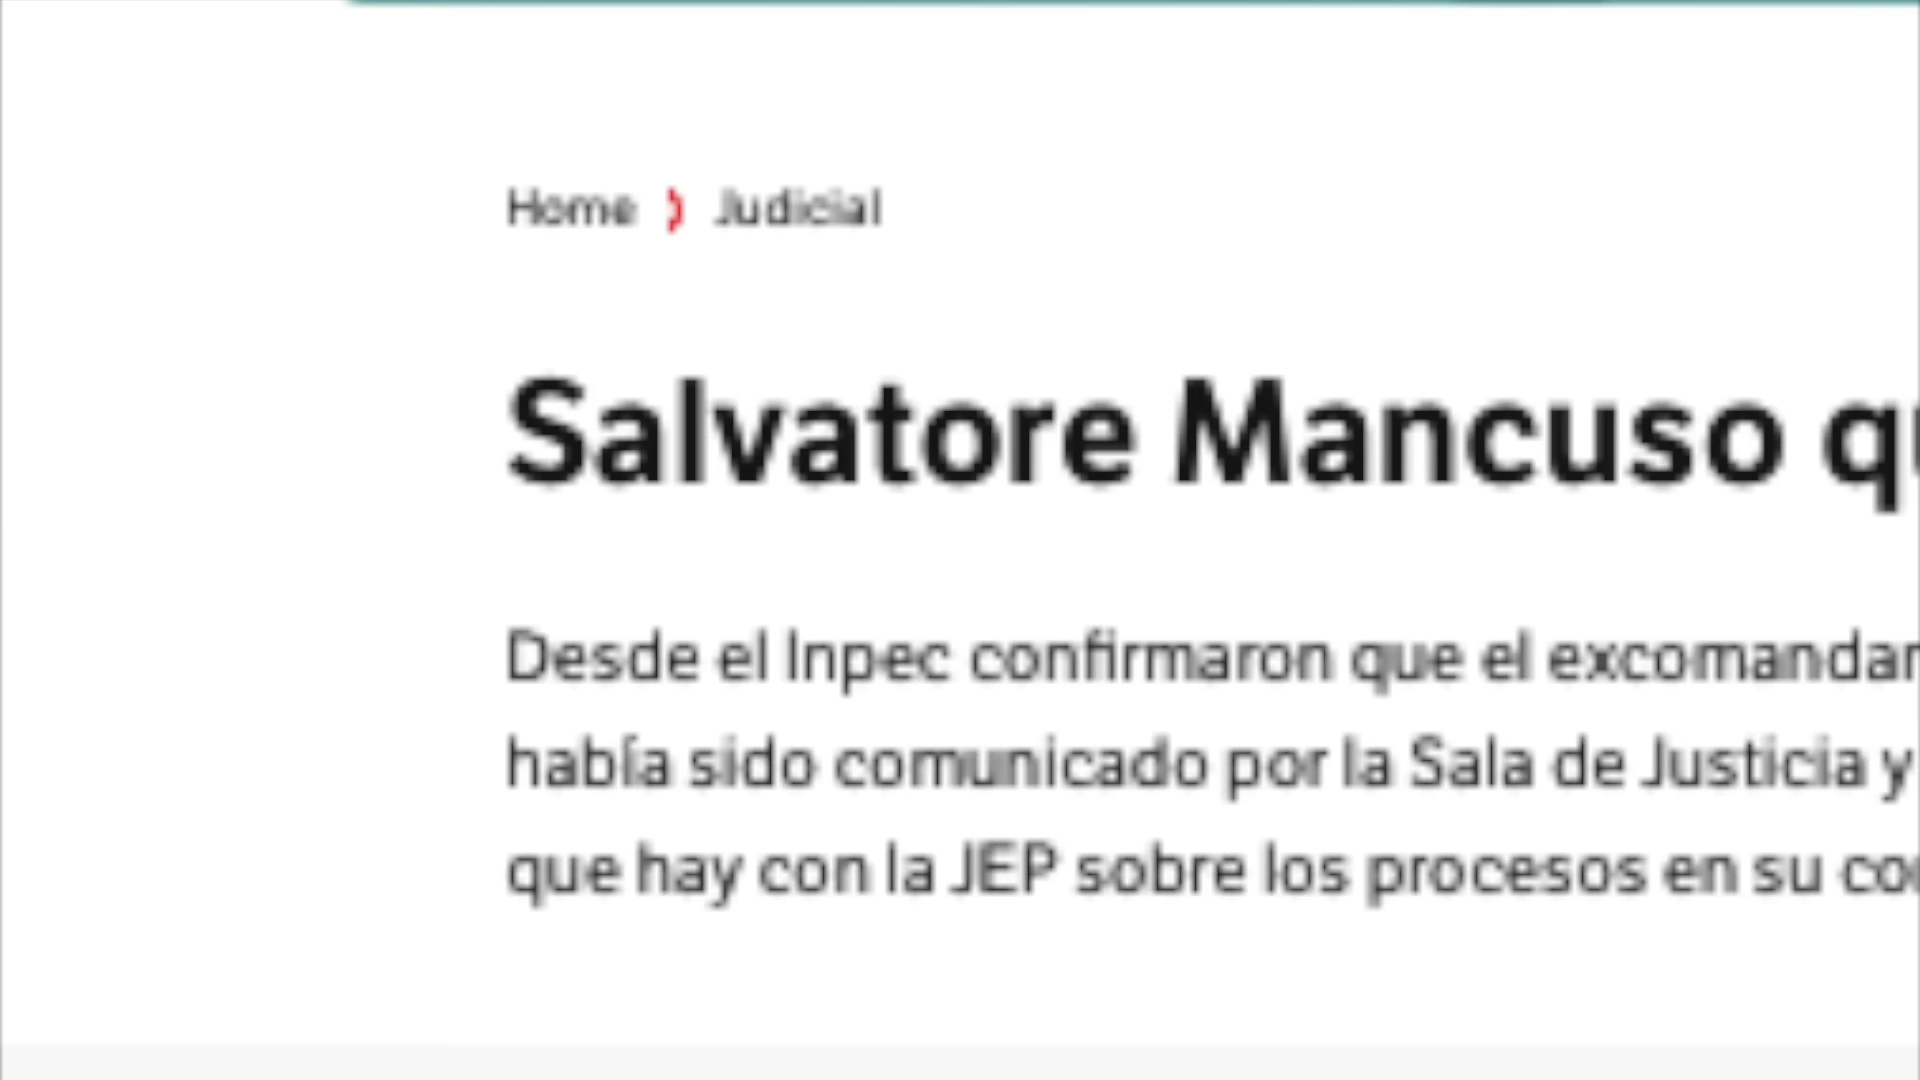 Home › Judicial
Salvatore Mancuso
Desde el Inpec confirmaron que el
había sido comunicado por la Sala de Justicia y
que hay con la JEP sobre los procesos en su